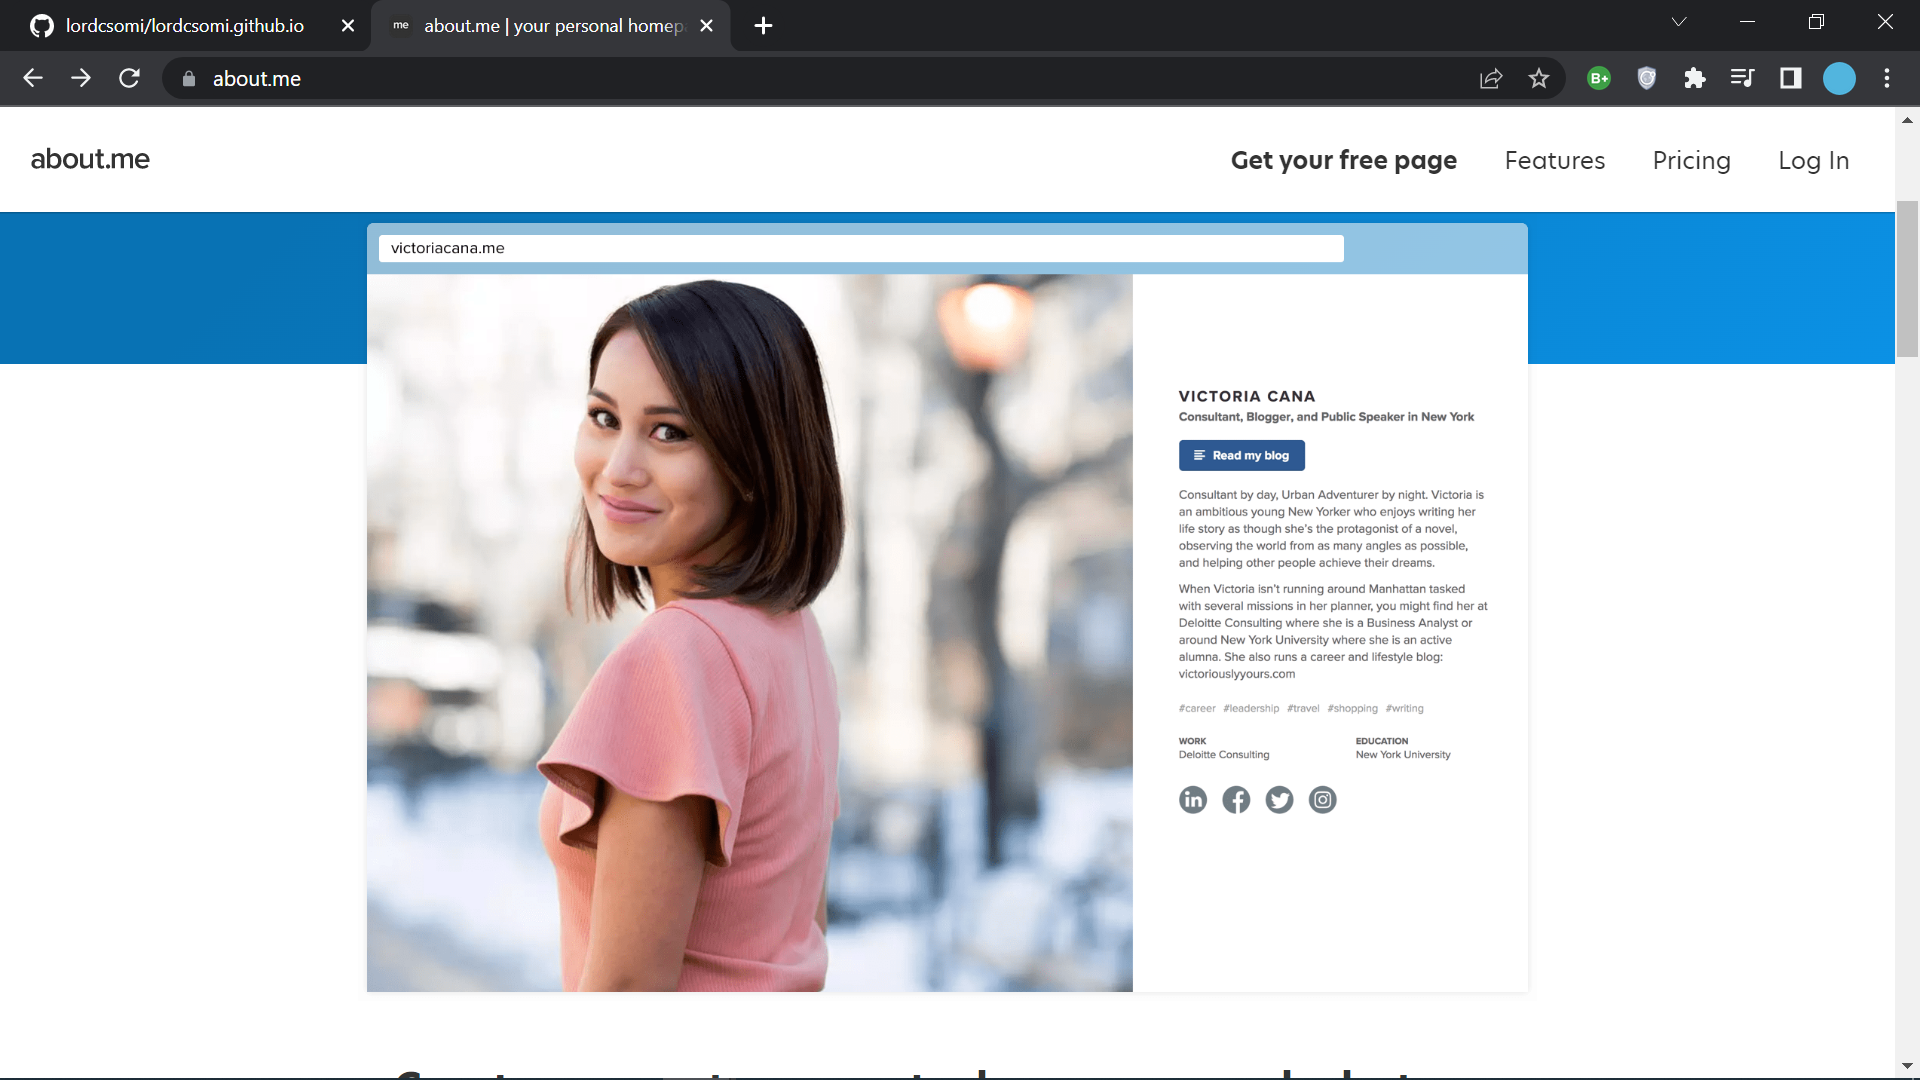 lordcsomi/lordcsomi.github.io
me about.me | your personal homep
about.me
B+
about.me
Get your free page Features Pricing Log In
victoriacana.me
VICTORIA CANA
Consultant, Blogger, and Public Speaker in New York
Read my blog
Consultant by day, Urban Adventurer by night. Victoria is
an ambitious young New Yorker who enjoys writing her
life story as though she's the protagonist of a novel,
observing the world from as many angles as possible,
and helping other people achieve their dreams.
When Victoria isn't running around Manhattan tasked
with several missions in her planner, you might find her at
Deloitte Consulting where she is a Business Analyst or
around New York University where she is an active
alumna. She also runs a career and lifestyle blog:
victoriouslyyours.com
#career #leadership #travel #shopping #writing
WORK EDUCATION
Deloitte Consulting New York University
in